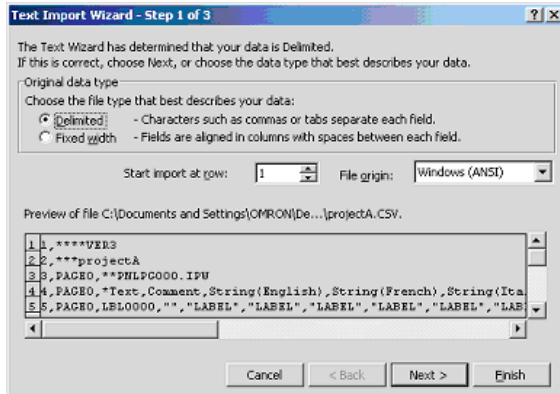 Text Import Wizard - Step 1 of 3
The Text Wizard has determined that your data is Delimited.
If this is correct, choose Next, or choose the data type that best describes your data.
Original data type
Choose the file type that best describes your data:
Delimited - Characters such as commas or tabs separate each field.
Fixed width - Fields are aligned in columns with spaces between each field.
Start import at row: 1 File origin: Windows (ANSI)
Preview of file C:\Documents and Settings\OMRON\De...\projectA.CSV.
1 1,****VER3
2 2,***projectA
3 3,PAGE0,**PNLPG000.IPW
4 4,PAGE0,*Text,Comment,String(English),String(French),String(Ita
5 5,PAGE0,LBL0000,"","LABEL","LABEL","LABEL","LABEL","LABEL","LAB
Cancel < Back Next > Finish